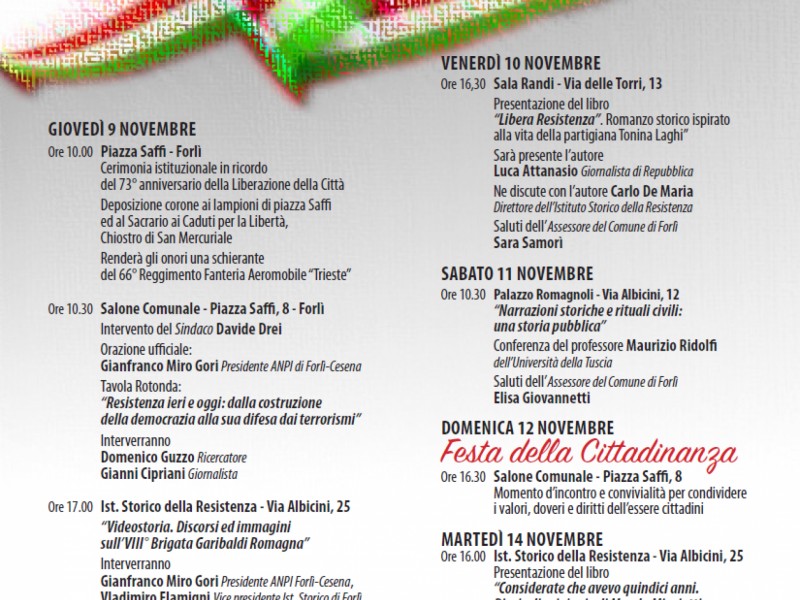 GIOVEDÌ 9 NOVEMBRE
Ore 10.00 Piazza Saffi - Forlì
Cerimonia istituzionale in ricordo
del 73° anniversario della Liberazione della Città
Deposizione corone ai lampioni di piazza Saffi
ed al Sacrario ai Caduti per la Libertà,
Chiostro di San Mercuriale
Renderà gli onori una schierante
del 66° Reggimento Fanteria Aeromobile “Trieste”
Ore 10.30 Salone Comunale - Piazza Saffi, 8 - Forlì
Intervento del Sindaco Davide Drei
Orazione ufficiale:
Gianfranco Miro Gori Presidente ANPI di Forlì-Cesena
Tavola Rotonda:
“Resistenza ieri e oggi: dalla costruzione
della democrazia alla sua difesa dai terrorismi”
Interverranno
Domenico Guzzo Ricercatore
Gianni Cipriani Giornalista
Ore 17.00 Ist. Storico della Resistenza - Via Albicini, 25
“Videostoria. Discorsi ed immagini
sull’VIII° Brigata Garibaldi Romagna”
Interverranno
Gianfranco Miro Gori Presidente ANPI Forlì-Cesena,
Vladimiro Flamigni Vice presidente Ist. Storico di Forlì
VENERDÌ 10 NOVEMBRE
Ore 16,30 Sala Randi - Via delle Torri, 13
Presentazione del libro
“Libera Resistenza”. Romanzo storico ispirato
alla vita della partigiana Tonina Laghi”
Sarà presente l’autore
Luca Attanasio Giornalista di Repubblica
Ne discute con l’autore Carlo De Maria
Direttore dell’Istituto Storico della Resistenza
Saluti dell’Assessore del Comune di Forlì
Sara Samorì
SABATO 11 NOVEMBRE
Ore 10.30 Palazzo Romagnoli - Via Albicini, 12
“Narrazioni storiche e rituali civili:
una storia pubblica”
Conferenza del professore Maurizio Ridolfi
dell’Università della Tuscia
Saluti dell’Assessore del Comune di Forlì
Elisa Giovannetti
DOMENICA 12 NOVEMBRE
Festa della Cittadinanza
Ore 16.30 Salone Comunale - Piazza Saffi, 8
Momento d’incontro e convivialità per condividere
i valori, doveri e diritti dell’essere cittadini
MARTEDÌ 14 NOVEMBRE
Ore 16.00 Ist. Storico della Resistenza - Via Albicini, 25
Presentazione del libro
“Considerate che avevo quindici anni.